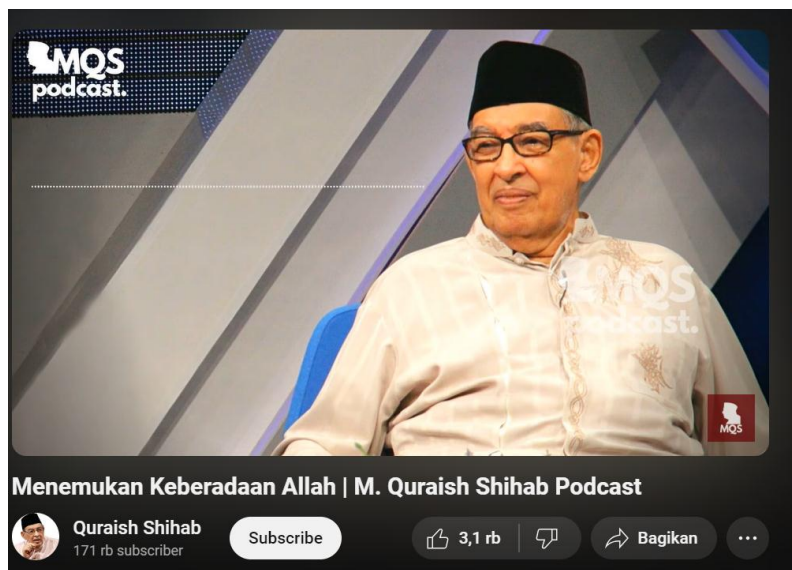 MQS
podcast.
MQS
podcast.
MQS
Menemukan Keberadaan Allah | M. Quraish Shihab Podcast
Quraish Shihab
171 rb subscriber
Subscribe
3,1 rb
Bagikan